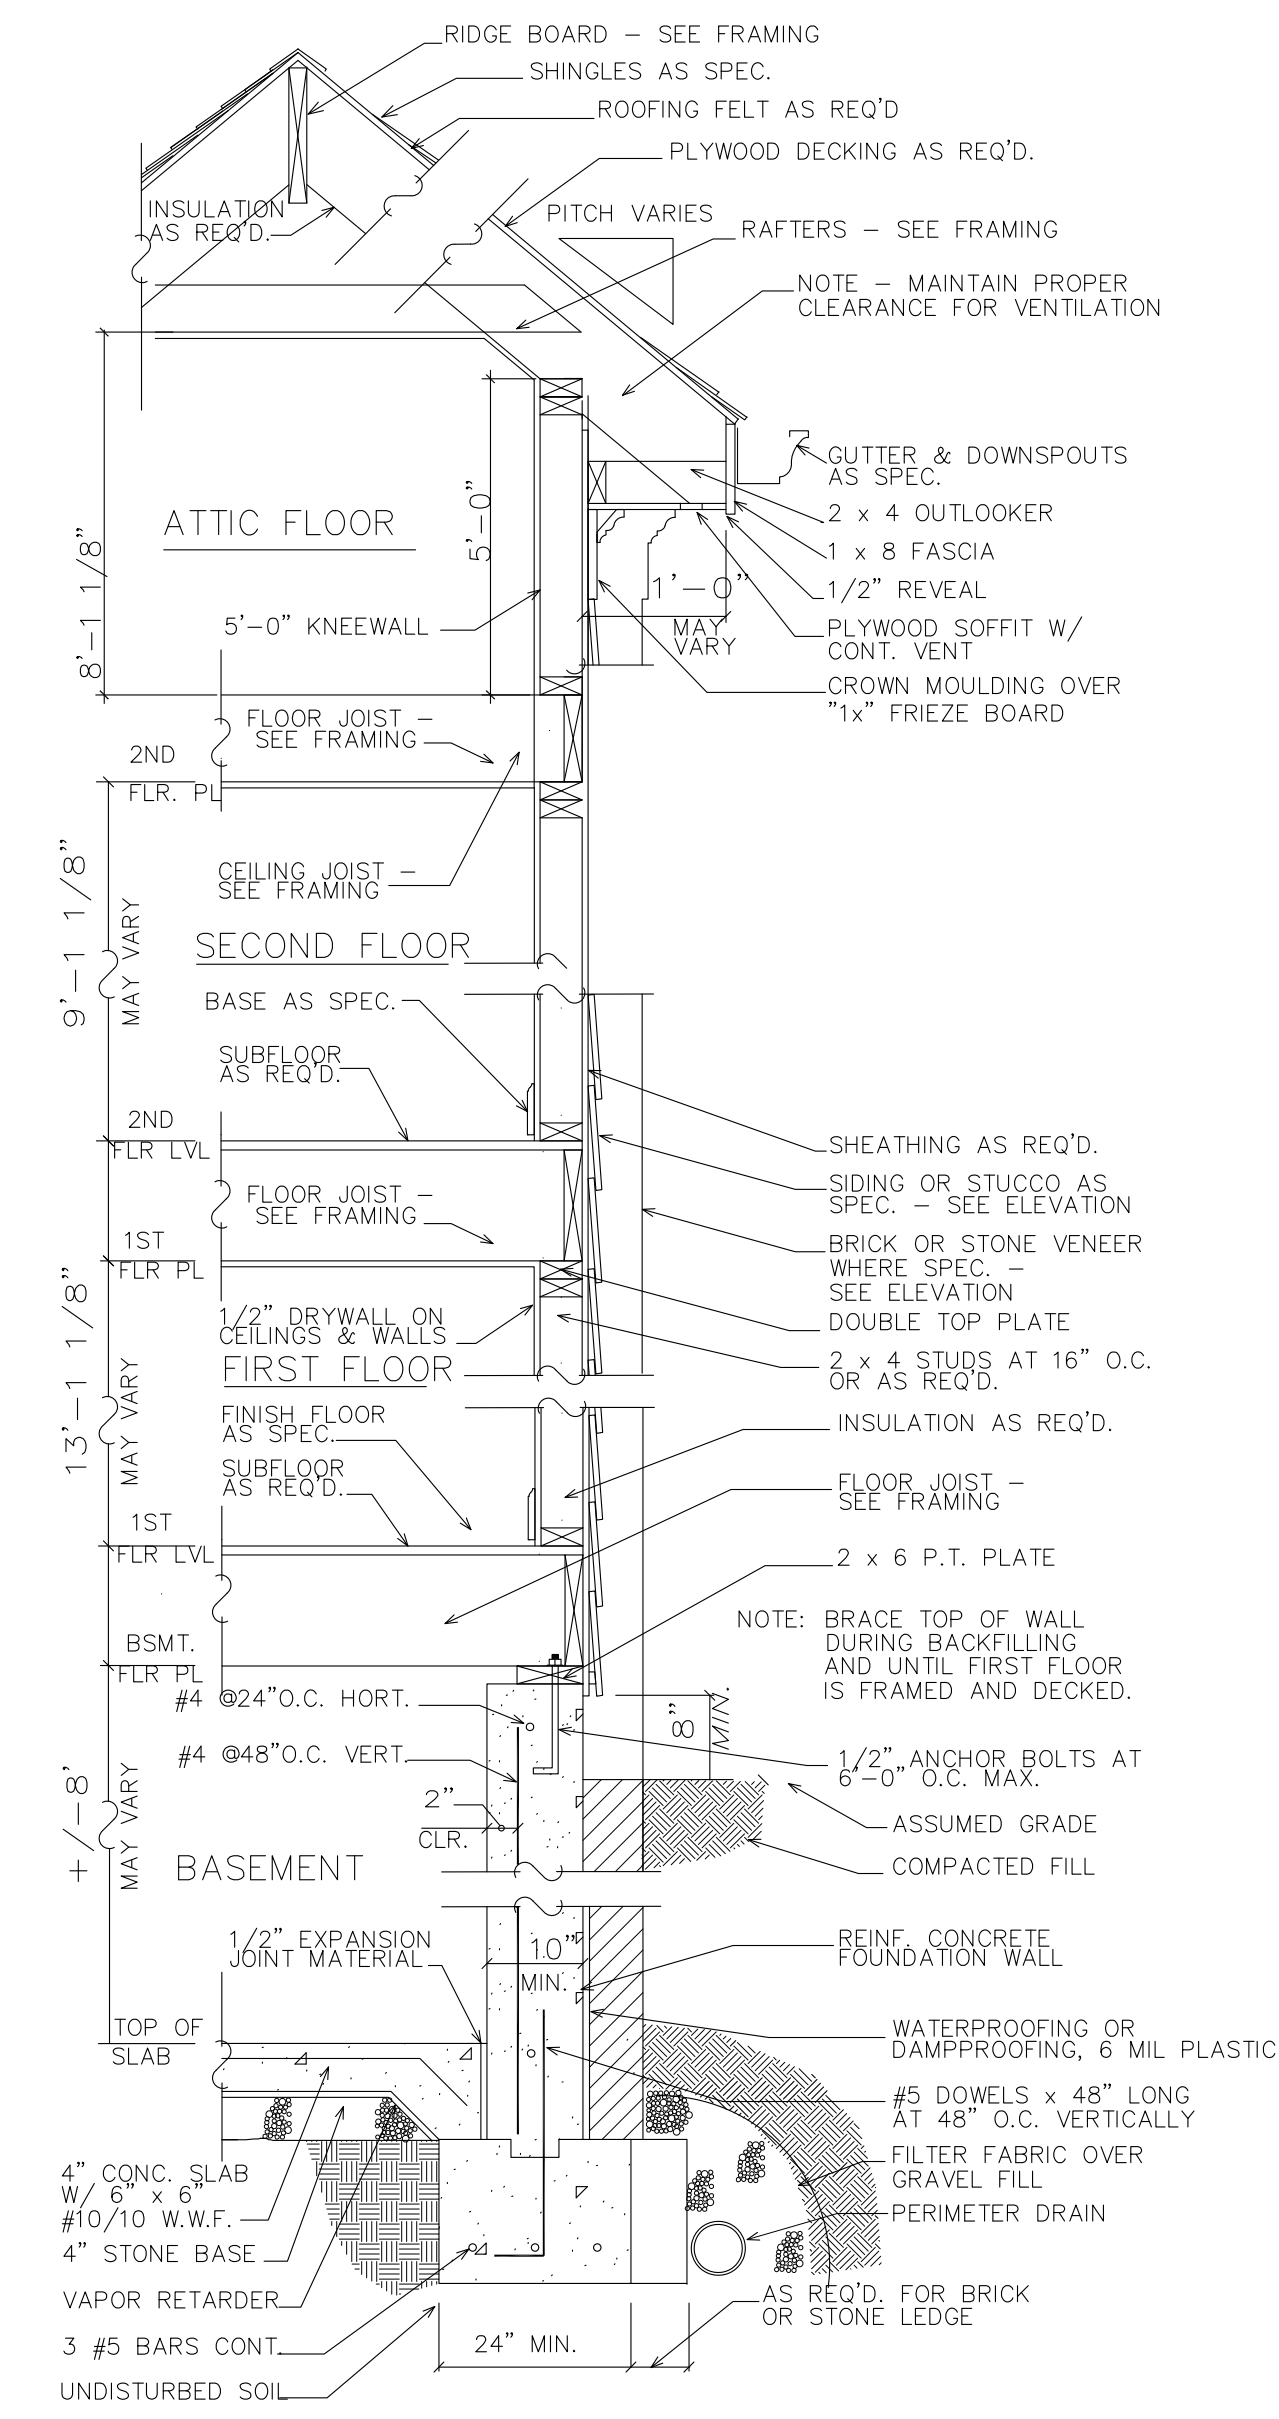 RIDGE BOARD – SEE FRAMING
SHINGLES AS SPEC.
ROOFING FELT AS REQ'D
PLYWOOD DECKING AS REQ'D.
INSULATION
AS REQ'D.
PITCH VARIES
RAFTERS – SEE FRAMING
NOTE – MAINTAIN PROPER
CLEARANCE FOR VENTILATION
GUTTER & DOWNSPOUTS
AS SPEC.
2 x 4 OUTLOOKER
1 x 8 FASCIA
1/2" REVEAL
PLYWOOD SOFFIT W/
CONT. VENT
CROWN MOULDING OVER
"1x" FRIEZE BOARD
ATTIC FLOOR
8'–1 1/8"
5'–0"
1'–0"
MAY
VARY
5'–0" KNEEWALL
FLOOR JOIST –
SEE FRAMING
2ND
FLR. PL
CEILING JOIST –
SEE FRAMING
9'–1 1/8"
MAY VARY
SECOND FLOOR
BASE AS SPEC.
SUBFLOOR
AS REQ'D.
2ND
FLR LVL
SHEATHING AS REQ'D.
SIDING OR STUCCO AS
SPEC. – SEE ELEVATION
BRICK OR STONE VENEER
WHERE SPEC. –
SEE ELEVATION
DOUBLE TOP PLATE
2 x 4 STUDS AT 16" O.C.
OR AS REQ'D.
FLOOR JOIST –
SEE FRAMING
1ST
FLR PL
1/2" DRYWALL ON
CEILINGS & WALLS
13'–1 1/8"
MAY VARY
FIRST FLOOR
FINISH FLOOR
AS SPEC.
SUBFLOOR
AS REQ'D.
1ST
FLR LVL
INSULATION AS REQ'D.
FLOOR JOIST –
SEE FRAMING
2 x 6 P.T. PLATE
NOTE: BRACE TOP OF WALL
DURING BACKFILLING
AND UNTIL FIRST FLOOR
IS FRAMED AND DECKED.
BSMT.
FLR PL
#4 @24"O.C. HORT.
#4 @48"O.C. VERT.
2"
CLR.
8"
MIN.
1/2" ANCHOR BOLTS AT
6'–0" O.C. MAX.
ASSUMED GRADE
COMPACTED FILL
+/–8'
MAY VARY
BASEMENT
1/2" EXPANSION
JOINT MATERIAL
10"
MIN.
REINF. CONCRETE
FOUNDATION WALL
TOP OF
SLAB
WATERPROOFING OR
DAMPPROOFING, 6 MIL PLASTIC
#5 DOWELS x 48" LONG
AT 48" O.C. VERTICALLY
FILTER FABRIC OVER
GRAVEL FILL
PERIMETER DRAIN
4" CONC. SLAB
W/ 6" x 6"
#10/10 W.W.F.
4" STONE BASE
VAPOR RETARDER
3 #5 BARS CONT.
UNDISTURBED SOIL
24" MIN.
AS REQ'D. FOR BRICK
OR STONE LEDGE